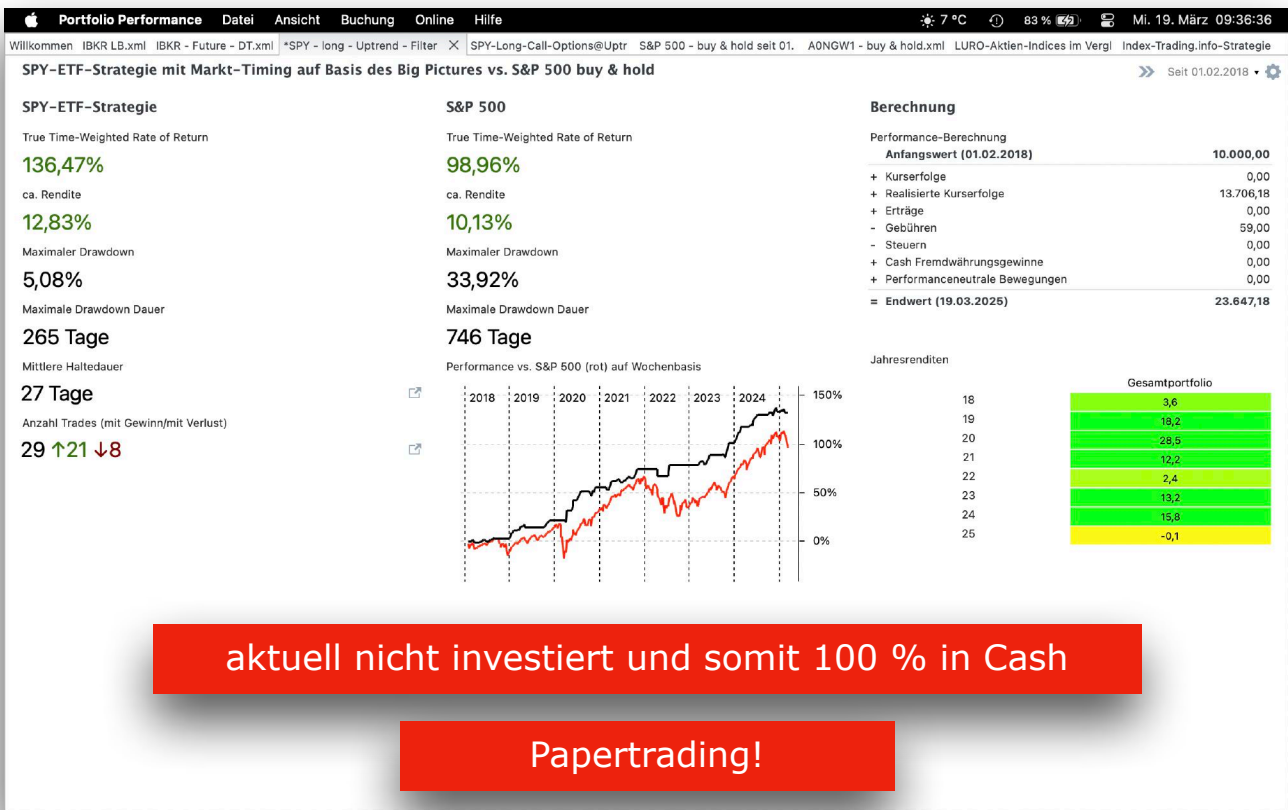 Portfolio Performance Datei Ansicht Buchung Online Hilfe 7 °C 83 % Mi. 19. März 09:36:36
Willkommen IBKR LB.xml IBKR - Future - DT.xml *SPY - long - Uptrend - Filter SPY-Long-Call-Options@Uptr S&P 500 - buy & hold seit 01. A0NGW1 - buy & hold.xml LURO-Aktien-Indices im Vergl Index-Trading.info-Strategie
SPY-ETF-Strategie mit Markt-Timing auf Basis des Big Pictures vs. S&P 500 buy & hold
Seit 01.02.2018
SPY-ETF-Strategie
True Time-Weighted Rate of Return
136,47%
ca. Rendite
12,83%
Maximaler Drawdown
5,08%
Maximale Drawdown Dauer
265 Tage
Mittlere Haltedauer
27 Tage
Anzahl Trades (mit Gewinn/mit Verlust)
29 ↑21 ↓8
S&P 500
True Time-Weighted Rate of Return
98,96%
ca. Rendite
10,13%
Maximaler Drawdown
33,92%
Maximale Drawdown Dauer
746 Tage
Performance vs. S&P 500 (rot) auf Wochenbasis
2018 2019 2020 2021 2022 2023 2024
150%
100%
50%
0%
Berechnung
Performance-Berechnung
Anfangswert (01.02.2018) 10.000,00
+ Kurserfolge 0,00
+ Realisierte Kurserfolge 13.706,18
+ Erträge 0,00
- Gebühren 59,00
- Steuern 0,00
+ Cash Fremdwährungsgewinne 0,00
+ Performanceneutrale Bewegungen 0,00
= Endwert (19.03.2025) 23.647,18
Jahresrenditen
Gesamtportfolio
18 3,6
19 18,2
20 28,5
21 12,2
22 2,4
23 13,2
24 15,8
25 -0,1
aktuell nicht investiert und somit 100 % in Cash
Papertrading!